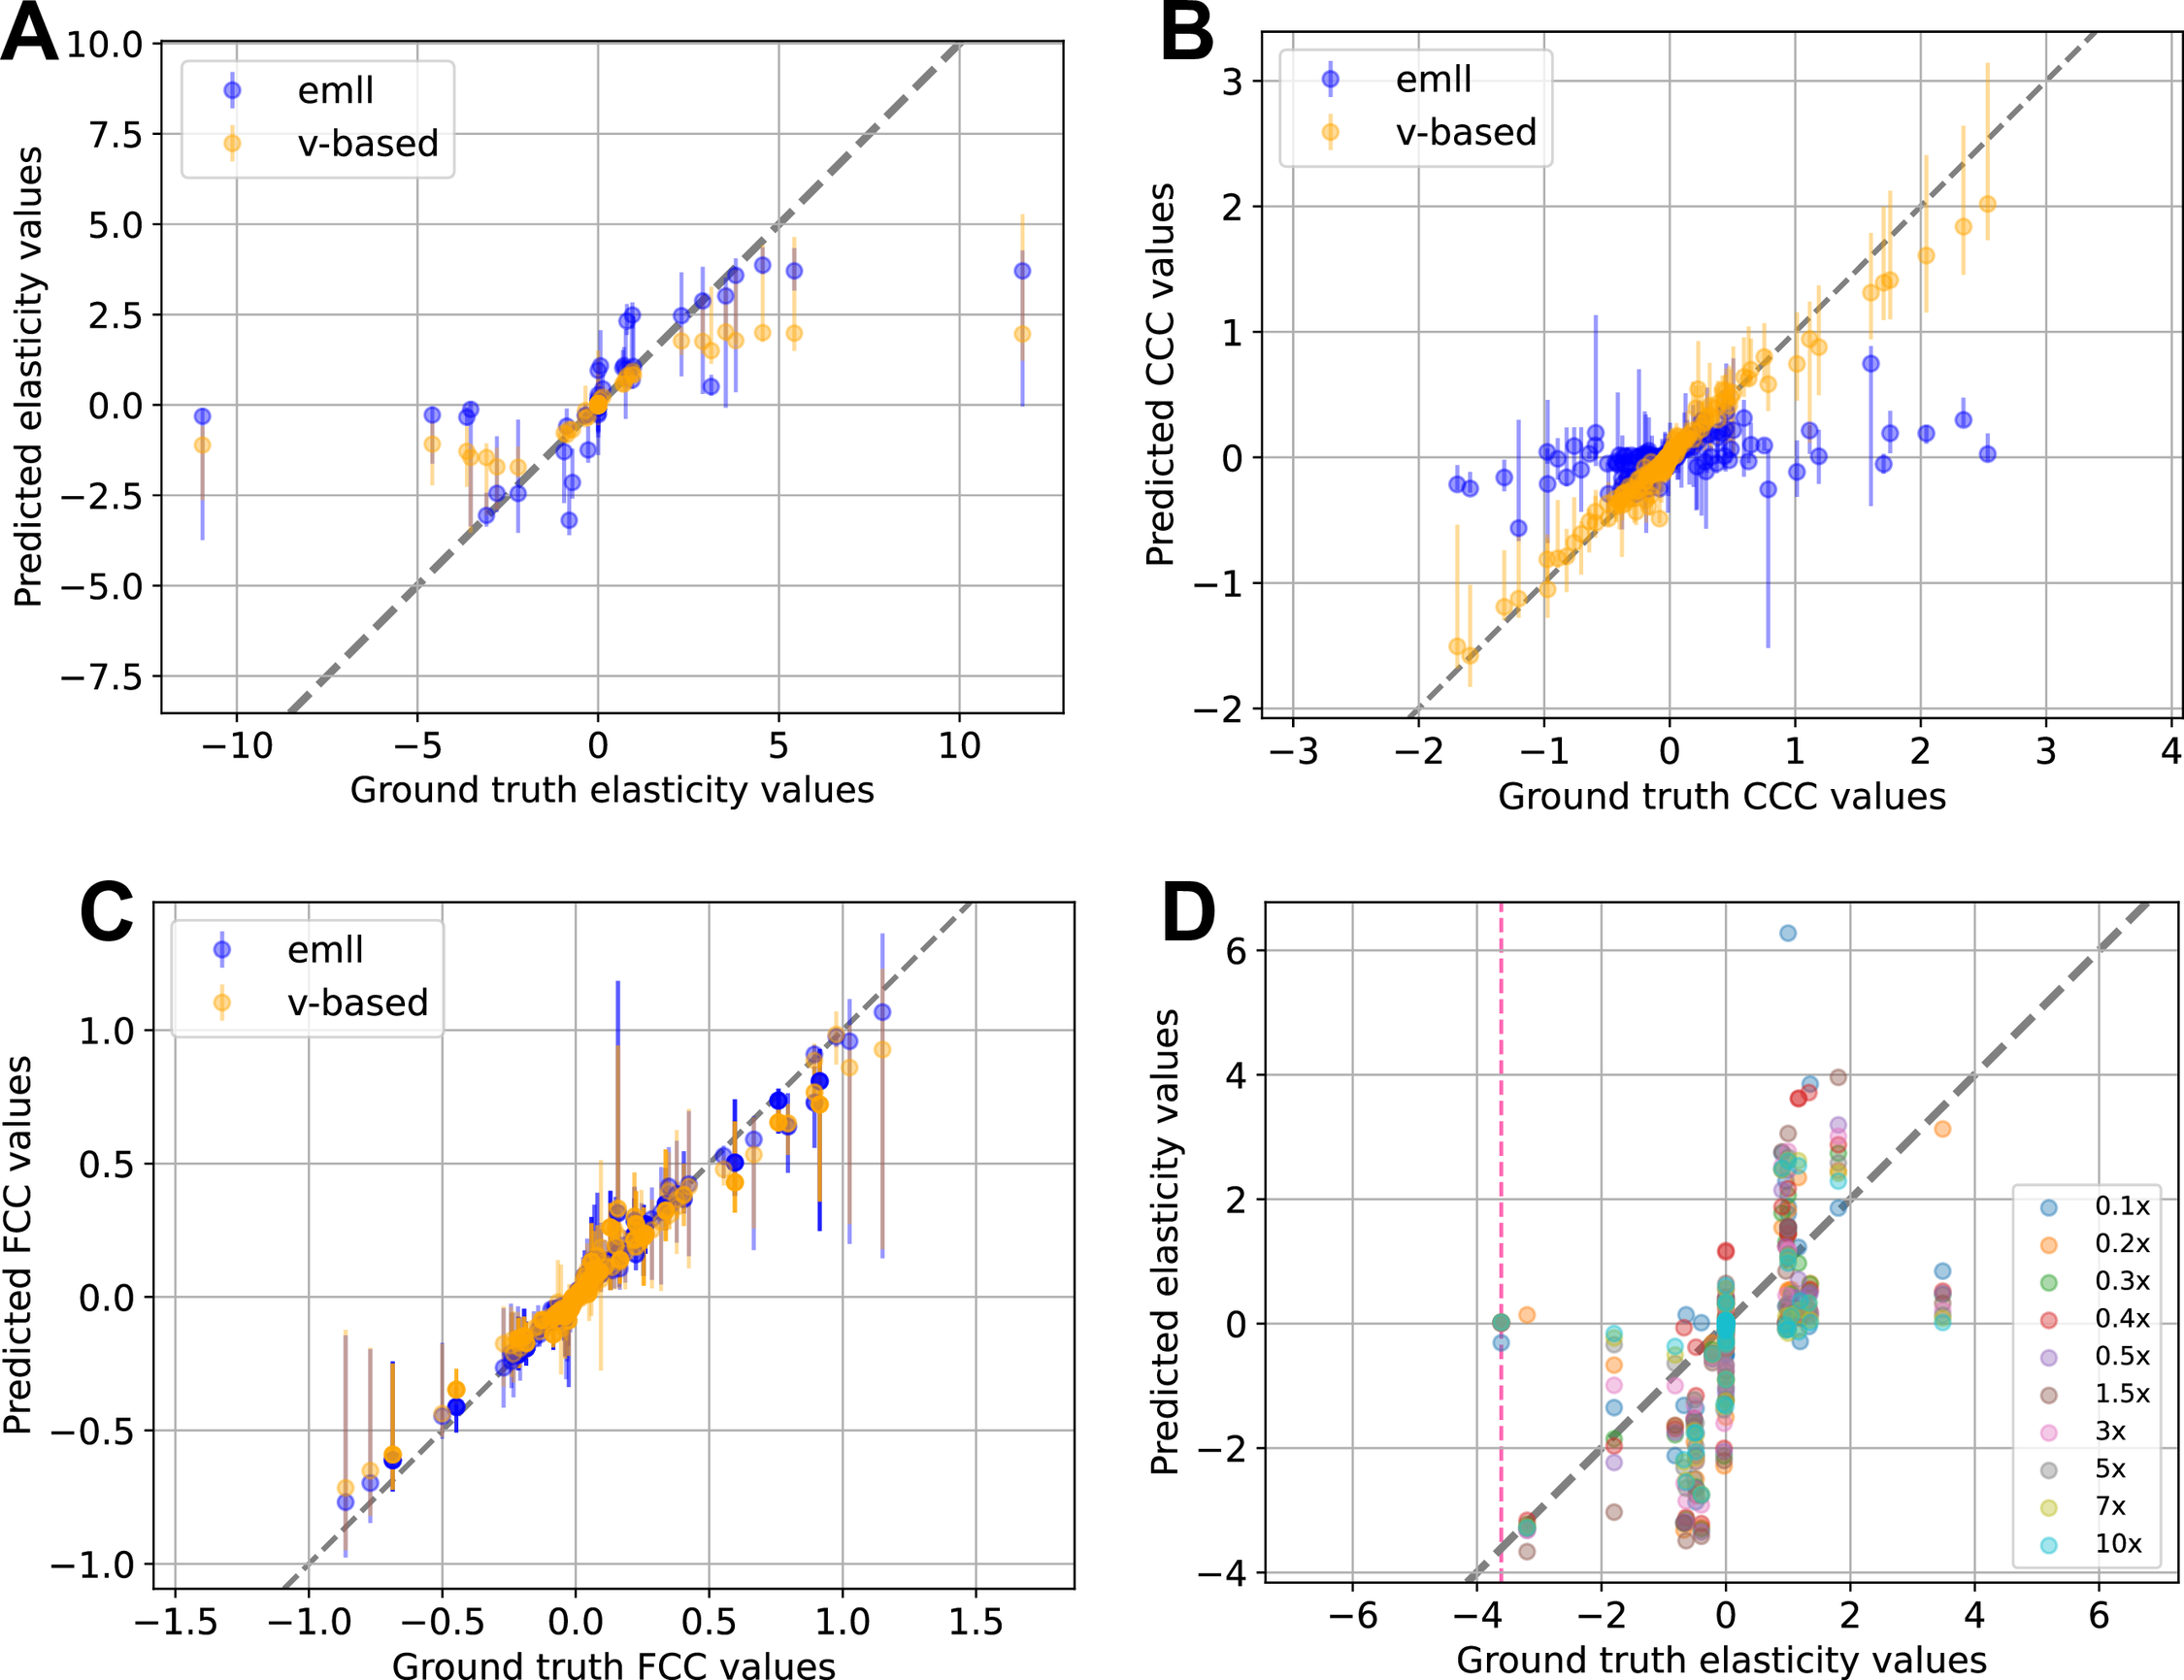 A
10.0
7.5
5.0
2.5
0.0
−2.5
−5.0
−7.5
−10
−5
0
5
10
emll
v-based
Predicted elasticity values
Ground truth elasticity values
B
3
2
1
0
−1
−2
−3
−2
−1
0
1
2
3
4
emll
v-based
Predicted CCC values
Ground truth CCC values
C
1.0
0.5
0.0
−0.5
−1.0
−1.5
−1.0
−0.5
0.0
0.5
1.0
1.5
emll
v-based
Predicted FCC values
Ground truth FCC values
D
6
4
2
0
−2
−4
−6
−4
−2
0
2
4
6
0.1x
0.2x
0.3x
0.4x
0.5x
1.5x
3x
5x
7x
10x
Predicted elasticity values
Ground truth elasticity values